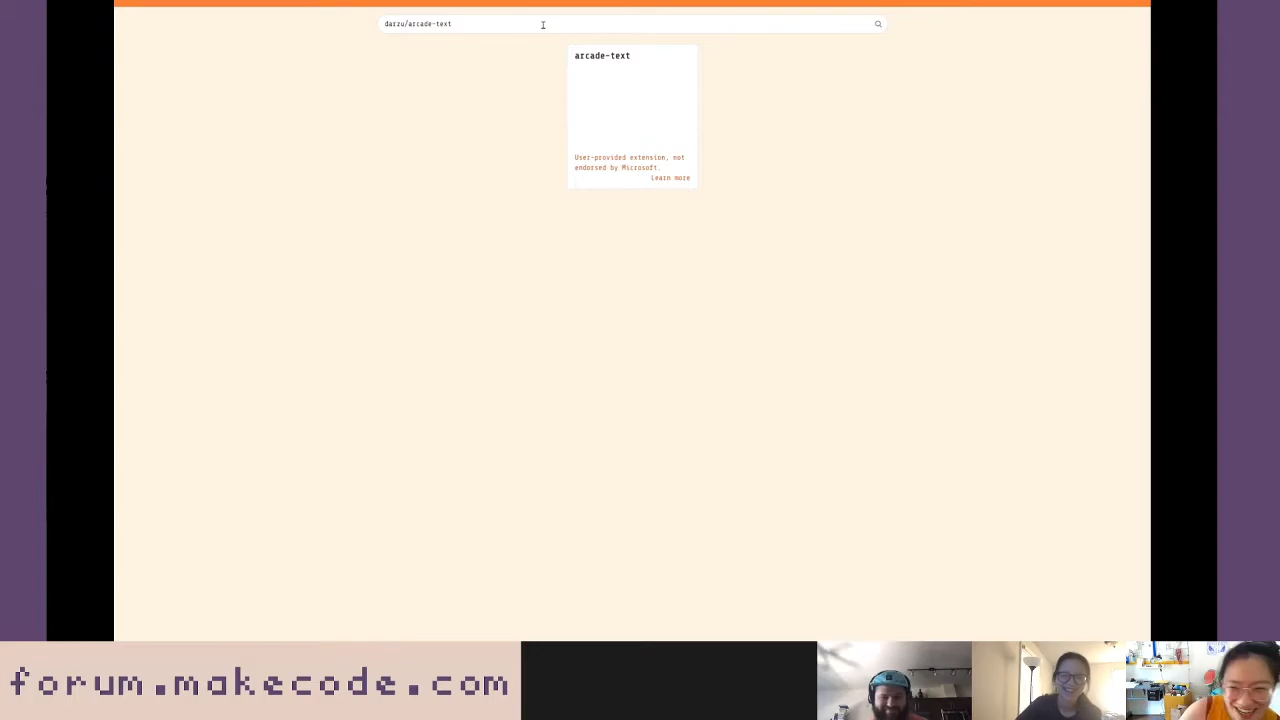 darzu/arcade-text
arcade-text
User-provided extension, not
endorsed by Microsoft.
Learn more
forum.makecode.com